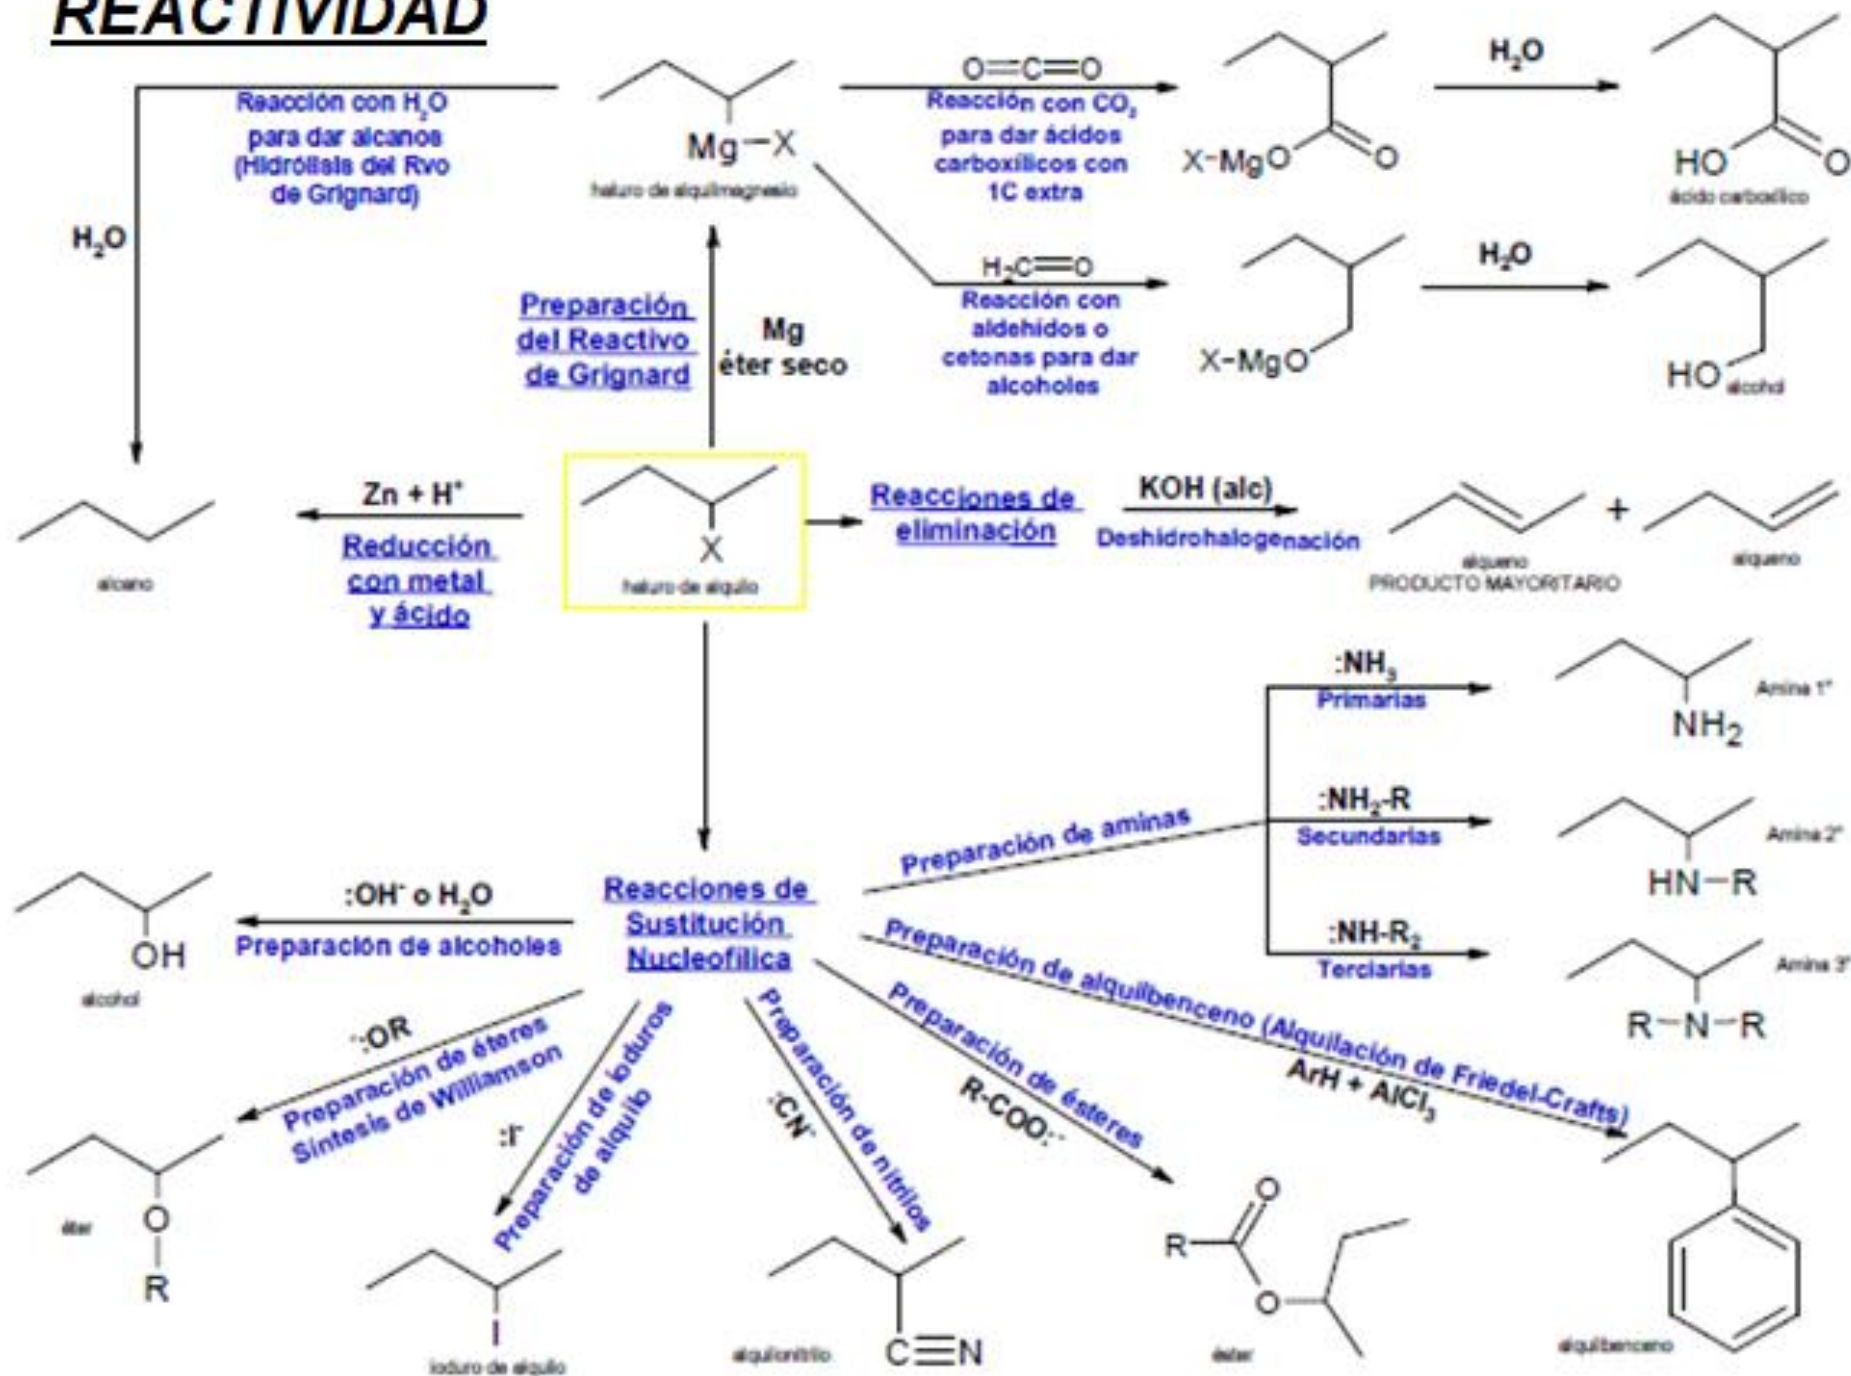 REACTIVIDAD
Reacción con H₂O
para dar alcanos
(Hidrólisis del Rvo
de Grignard)
H₂O
Mg-X
haluro de alquilmagnesio
O=C=O
Reacción con CO₂
para dar ácidos
carboxílicos con
1C extra
X-MgO
O
H₂O
HO
O
ácido carboxílico
H₂C=O
Reacción con
aldehídos o
cetonas para dar
alcoholes
X-MgO
H₂O
HO
alcohol
Preparación
del Reactivo
de Grignard
Mg
éter seco
Zn + H⁺
Reducción
con metal
y ácido
alcano
X
haluro de alquilo
Reacciones de
eliminación
KOH (alc)
Deshidrohalogenación
alqueno
PRODUCTO MAYORITARIO
+
alqueno
:NH₃
Primarias
NH₂
Amina 1°
Preparación de aminas
:NH₂-R
Secundarias
HN-R
Amina 2°
:NH-R₂
Terciarias
R-N-R
Amina 3°
Reacciones de
Sustitución
Nucleofílica
:OH⁻ o H₂O
Preparación de alcoholes
OH
alcohol
⁻:OR
Preparación de éteres
Síntesis de Williamson
éter
O
R
:I⁻
Preparación de ioduros
de alquilo
I
ioduro de alquilo
:CN⁻
Preparación de nitrilos
C≡N
alquilonitrilo
Preparación de ésteres
R-COO:⁻
O
R
O
éster
Preparación de alquilbenceno (Alquilación de Friedel-Crafts)
ArH + AlCl₃
alquilbenceno